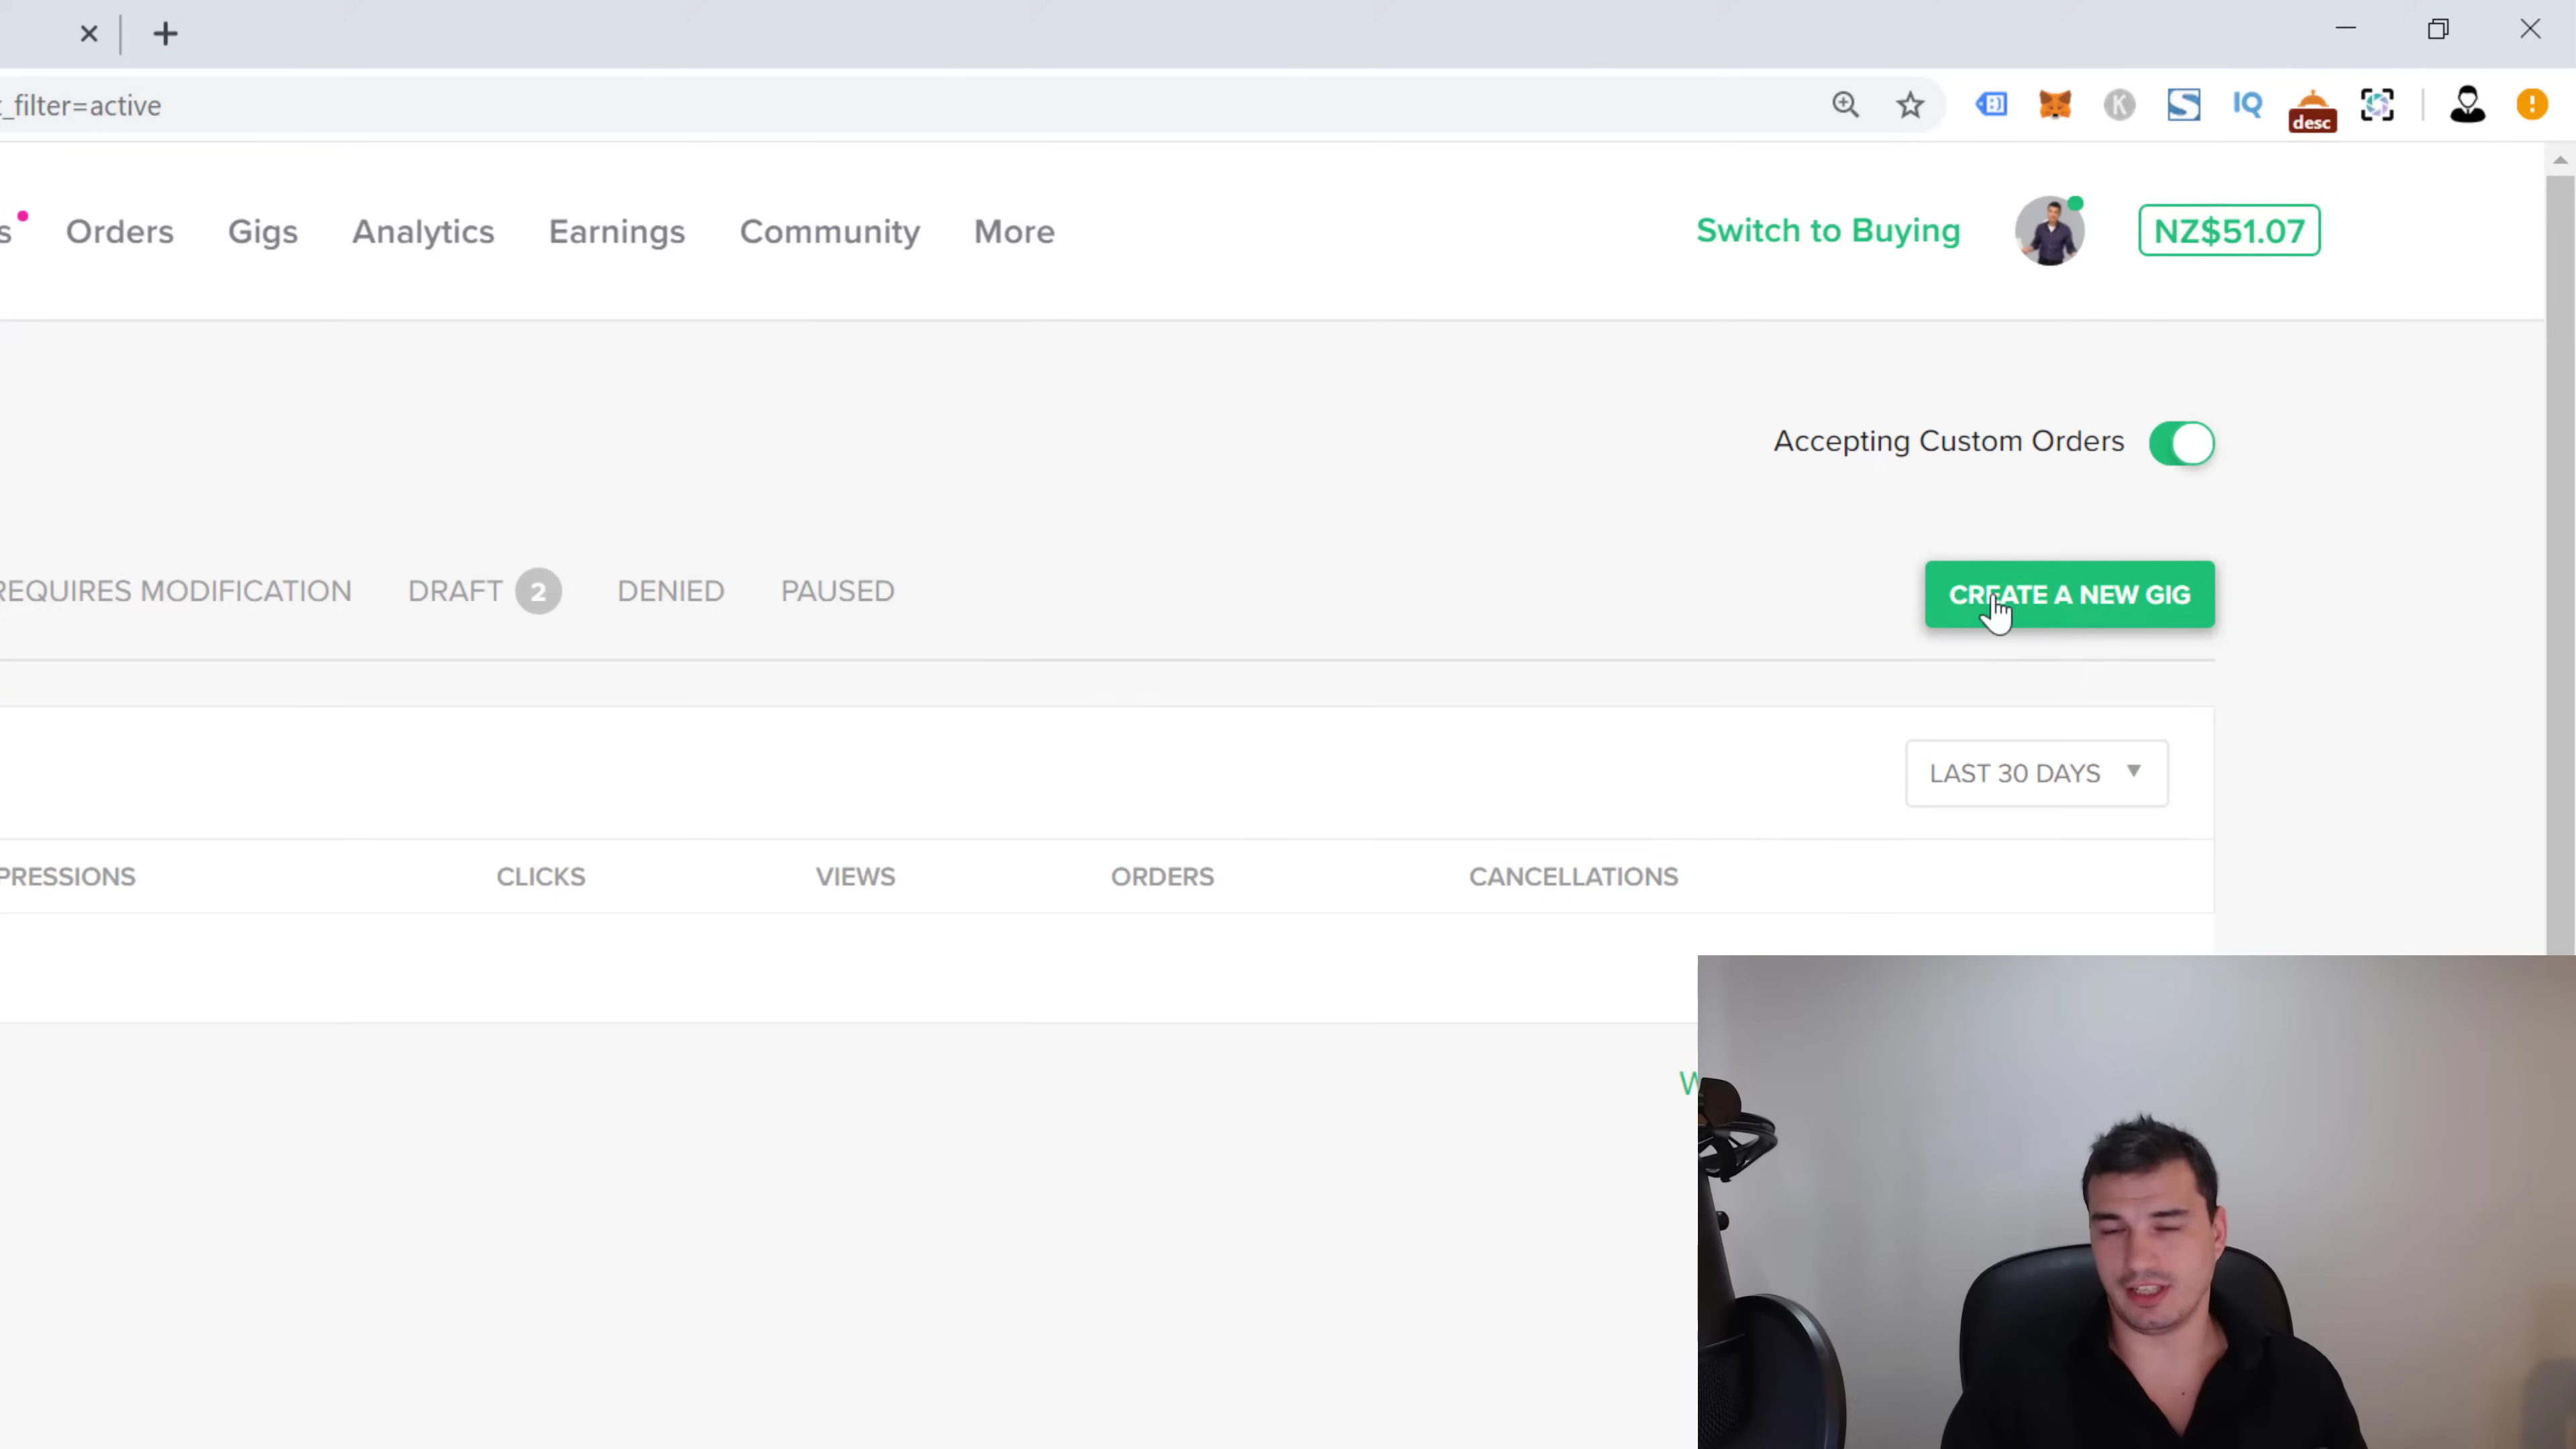 _filter=active
desc
Orders Gigs Analytics Earnings Community More Switch to Buying NZ$51.07
Accepting Custom Orders
REQUIRES MODIFICATION DRAFT 2 DENIED PAUSED CREATE A NEW GIG
LAST 30 DAYS
PRESSIONS CLICKS VIEWS ORDERS CANCELLATIONS